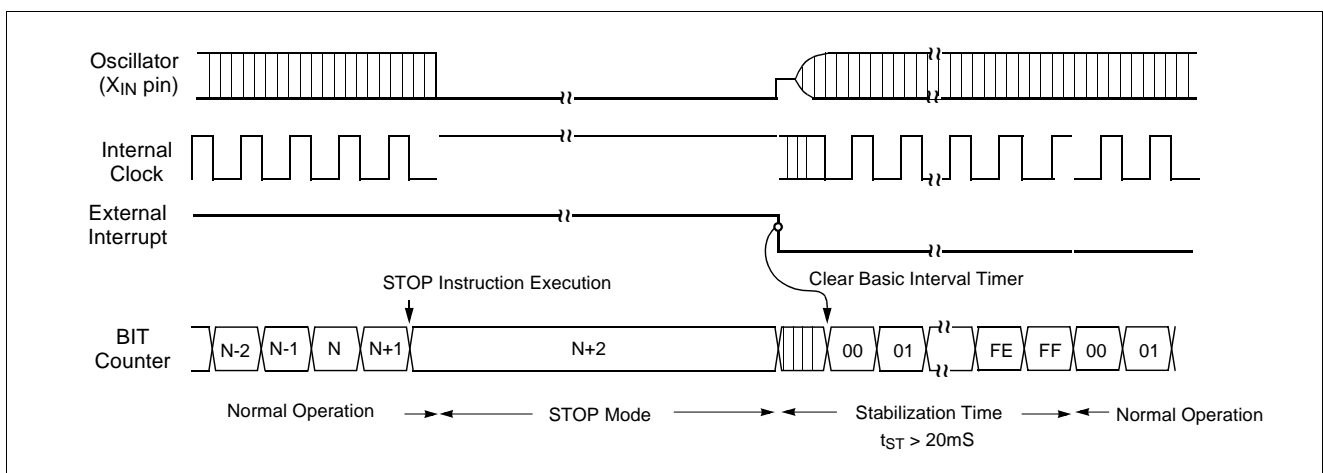 Oscillator
(XIN pin)
Internal
Clock
External
Interrupt
STOP Instruction Execution
Clear Basic Interval Timer
BIT
Counter
N-2 N-1 N N+1 N+2 00 01 FE FF 00 01
Normal Operation STOP Mode Stabilization Time Normal Operation
tST > 20mS